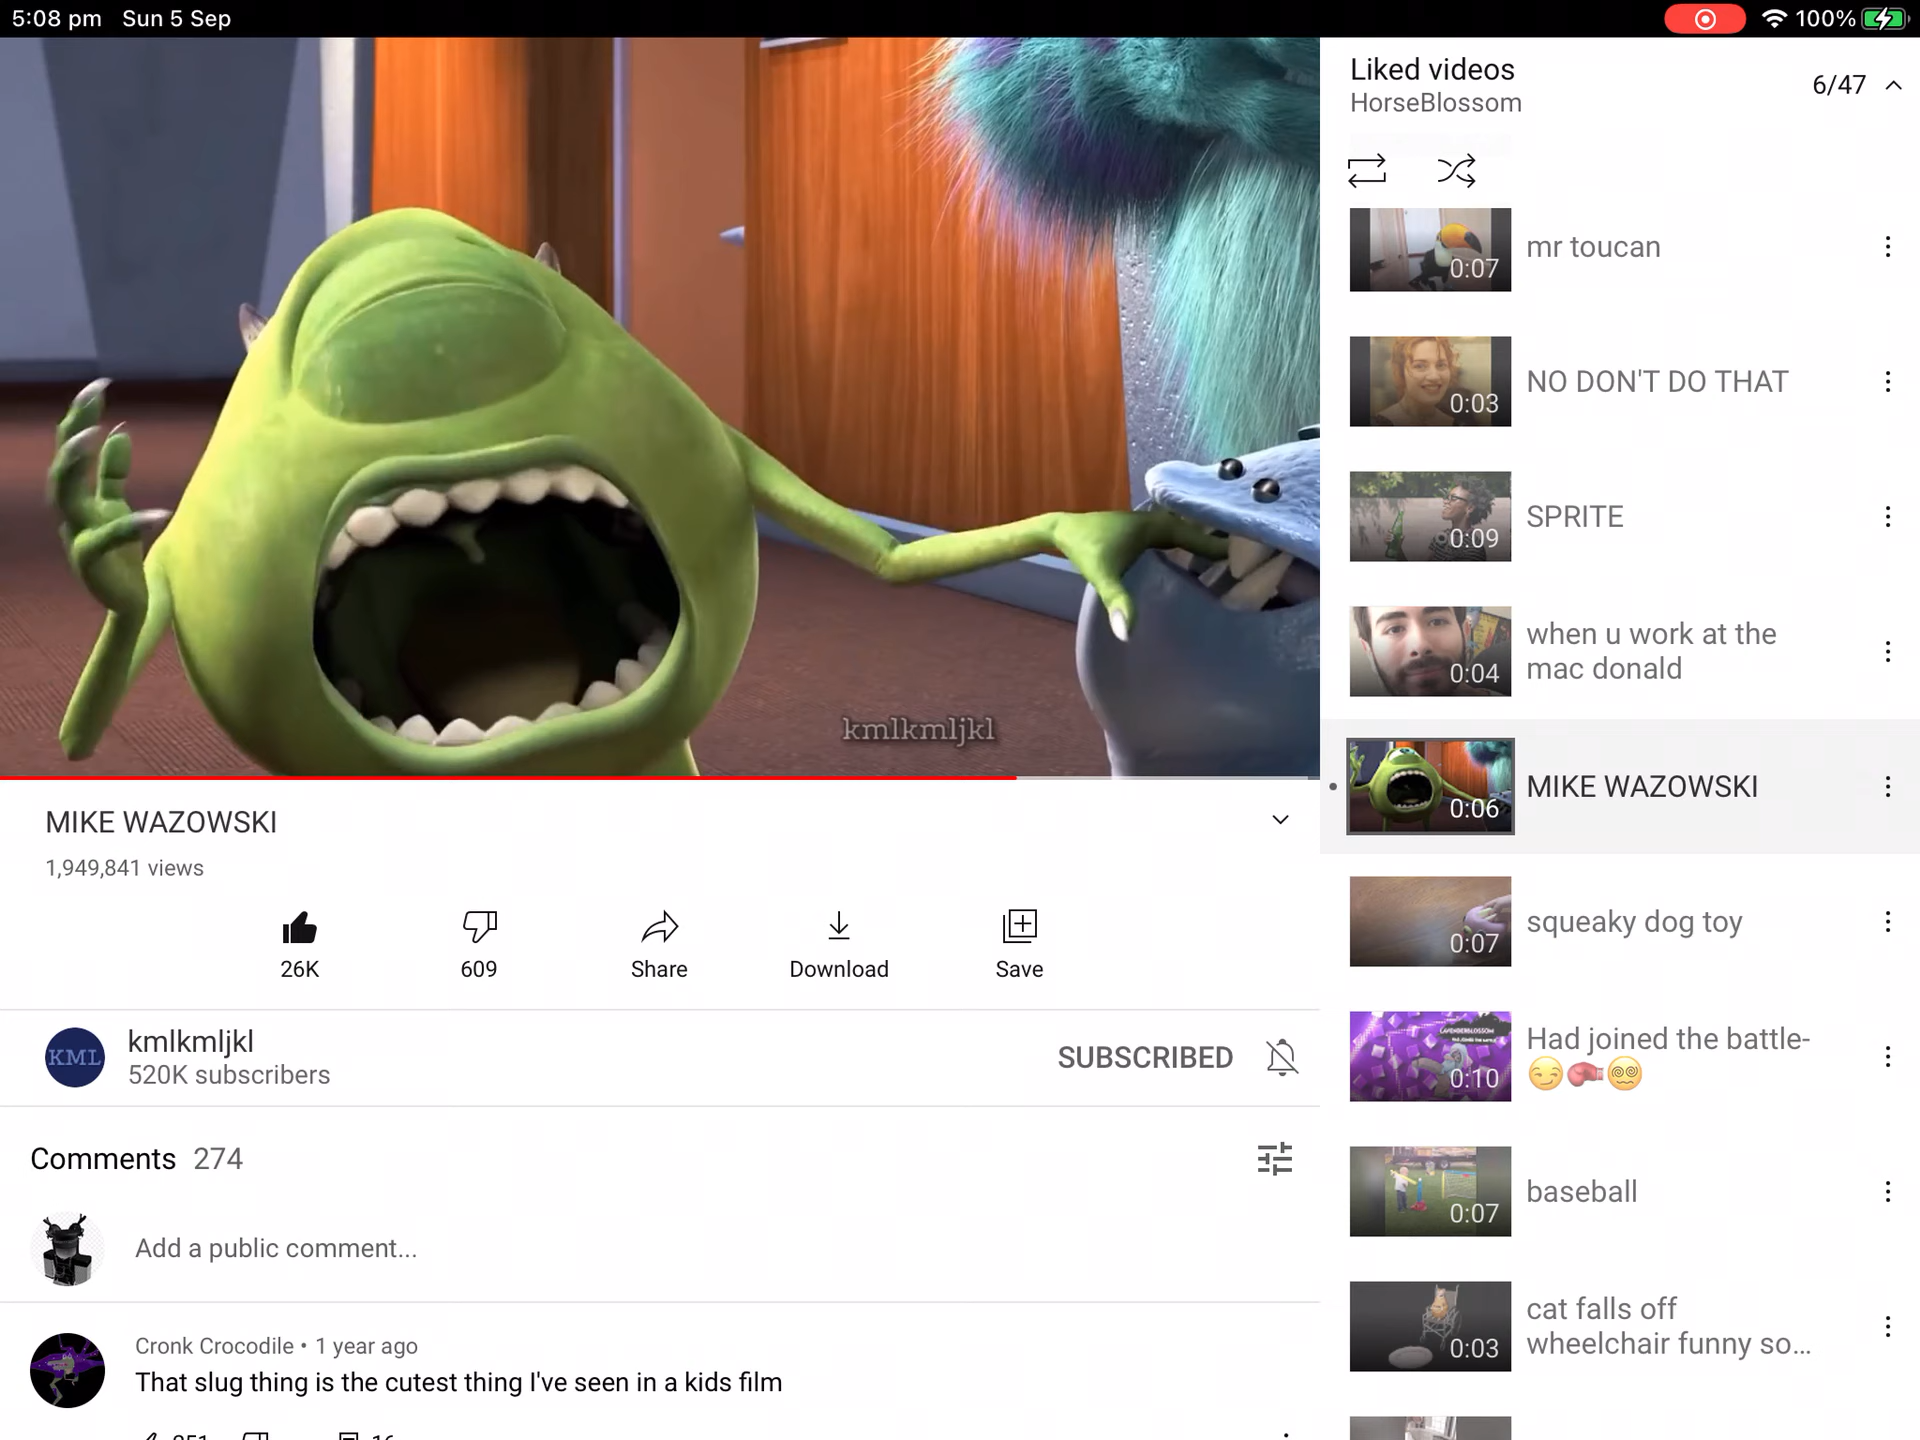 5:08 pm Sun 5 Sep
100%
kmlkmljkl
MIKE WAZOWSKI
1,949,841 views
26K
609
Share
Download
Save
KML
kmlkmljkl
520K subscribers
SUBSCRIBED
Comments 274
Add a public comment...
Cronk Crocodile • 1 year ago
That slug thing is the cutest thing I've seen in a kids film
Liked videos
HorseBlossom
6/47
0:07
mr toucan
0:03
NO DON'T DO THAT
0:09
SPRITE
0:04
when u work at the
mac donald
0:06
MIKE WAZOWSKI
0:07
squeaky dog toy
0:10
Had joined the battle-
😏🥊😵‍💫
0:07
baseball
0:03
cat falls off
wheelchair funny so...